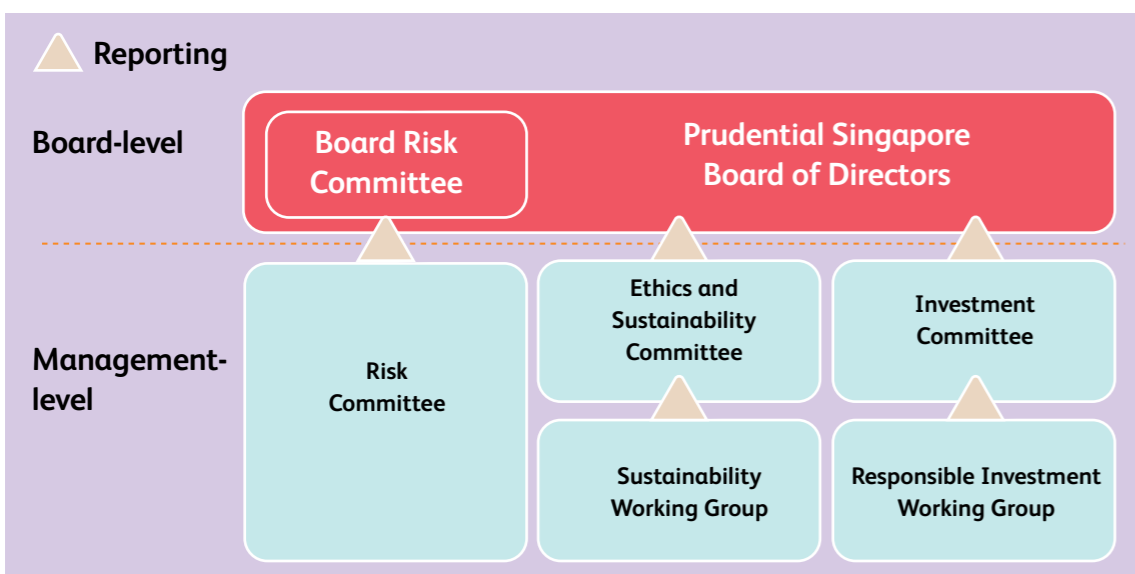 Reporting
Board-level
Board Risk
Committee
Prudential Singapore
Board of Directors
Management-
level
Risk
Committee
Ethics and
Sustainability
Committee
Investment
Committee
Sustainability
Working Group
Responsible Investment
Working Group